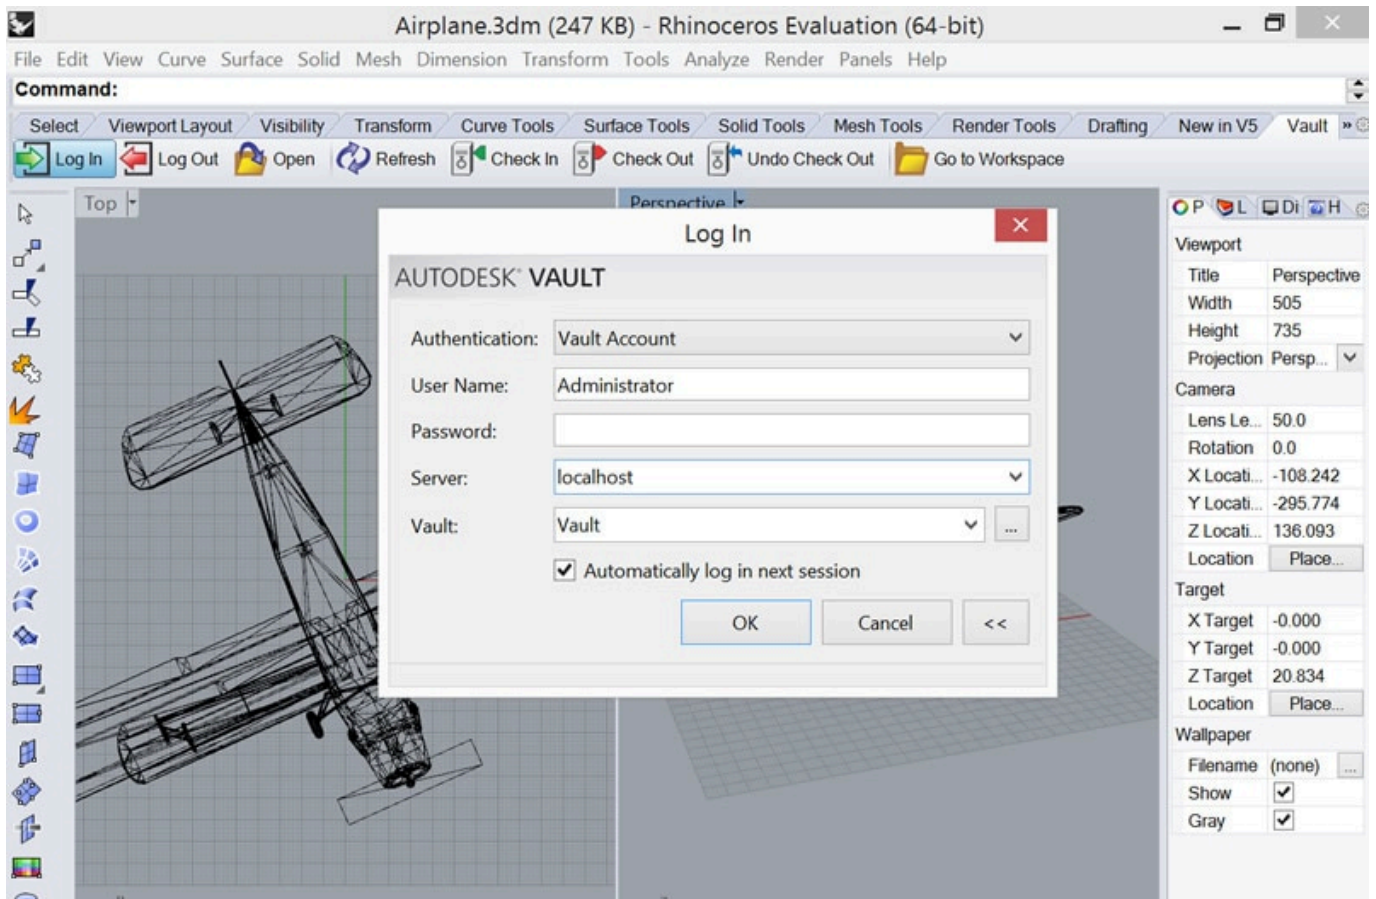 Airplane.3dm (247 KB) - Rhinoceros Evaluation (64-bit)
File Edit View Curve Surface Solid Mesh Dimension Transform Tools Analyze Render Panels Help
Command:
Select Viewport Layout Visibility Transform Curve Tools Surface Tools Solid Tools Mesh Tools Render Tools Drafting New in V5 Vault »
Log In Log Out Open Refresh Check In Check Out Undo Check Out Go to Workspace
Top
Perspective
P L Di H
Log In
AUTODESK® VAULT
Authentication: Vault Account
User Name: Administrator
Password:
Server: localhost
Vault: Vault ...
Automatically log in next session
OK Cancel <<
Viewport
Title Perspective
Width 505
Height 735
Projection Persp...
Camera
Lens Le... 50.0
Rotation 0.0
X Locati... -108.242
Y Locati... -295.774
Z Locati... 136.093
Location Place...
Target
X Target -0.000
Y Target -0.000
Z Target 20.834
Location Place...
Wallpaper
Filename (none) ...
Show
Gray